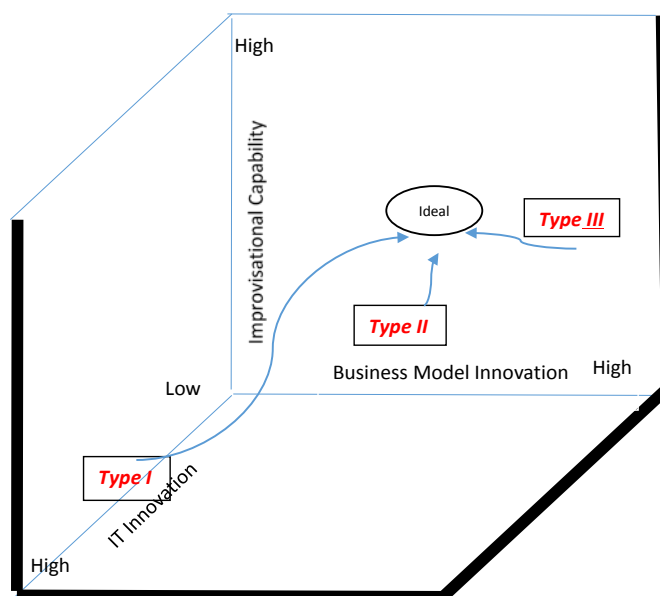 High
Improvisational Capability
Ideal
Type III
Type II
Business Model Innovation
High
Low
Type I
IT Innovation
High